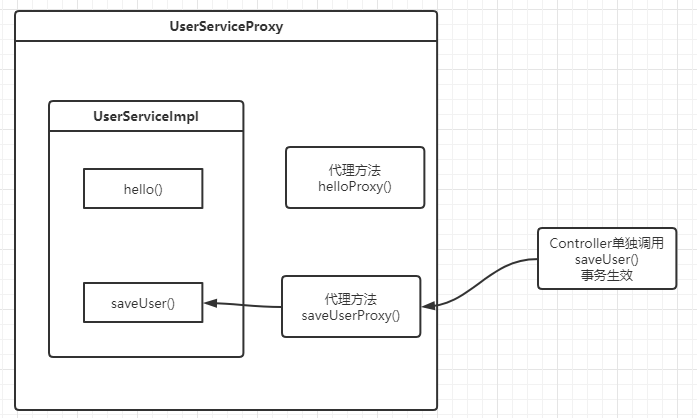 UserServiceProxy
UserServiceImpl
hello()
代理方法
helloProxy()
Controller单独调用
saveUser()
事务生效
saveUser()
代理方法
saveUserProxy()